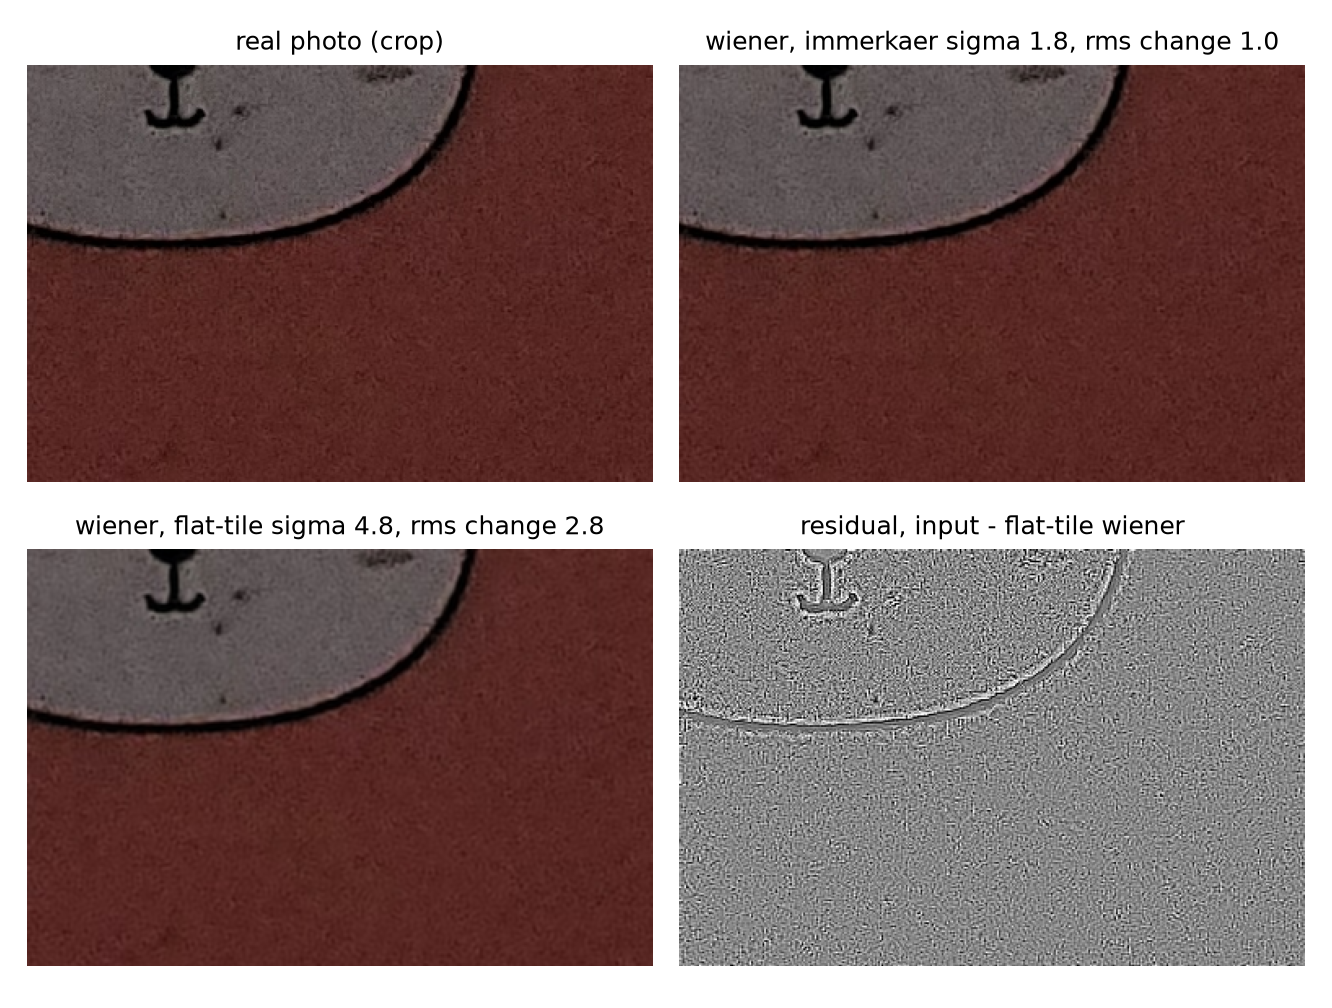 real photo (crop)
wiener, immerkaer sigma 1.8, rms change 1.0
wiener, flat-tile sigma 4.8, rms change 2.8
residual, input - flat-tile wiener